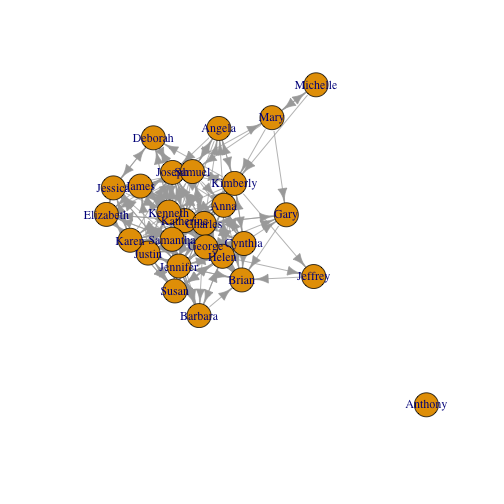 Michelle
Mary
Angela
Deborah
Joseph
Samuel
Kimberly
Jessica
James
Anna
Elizabeth
Kenneth
Gary
Katherine
Charles
Karen
Samantha
George
Cynthia
Justin
Helen
Jennifer
Jeffrey
Brian
Susan
Barbara
Anthony